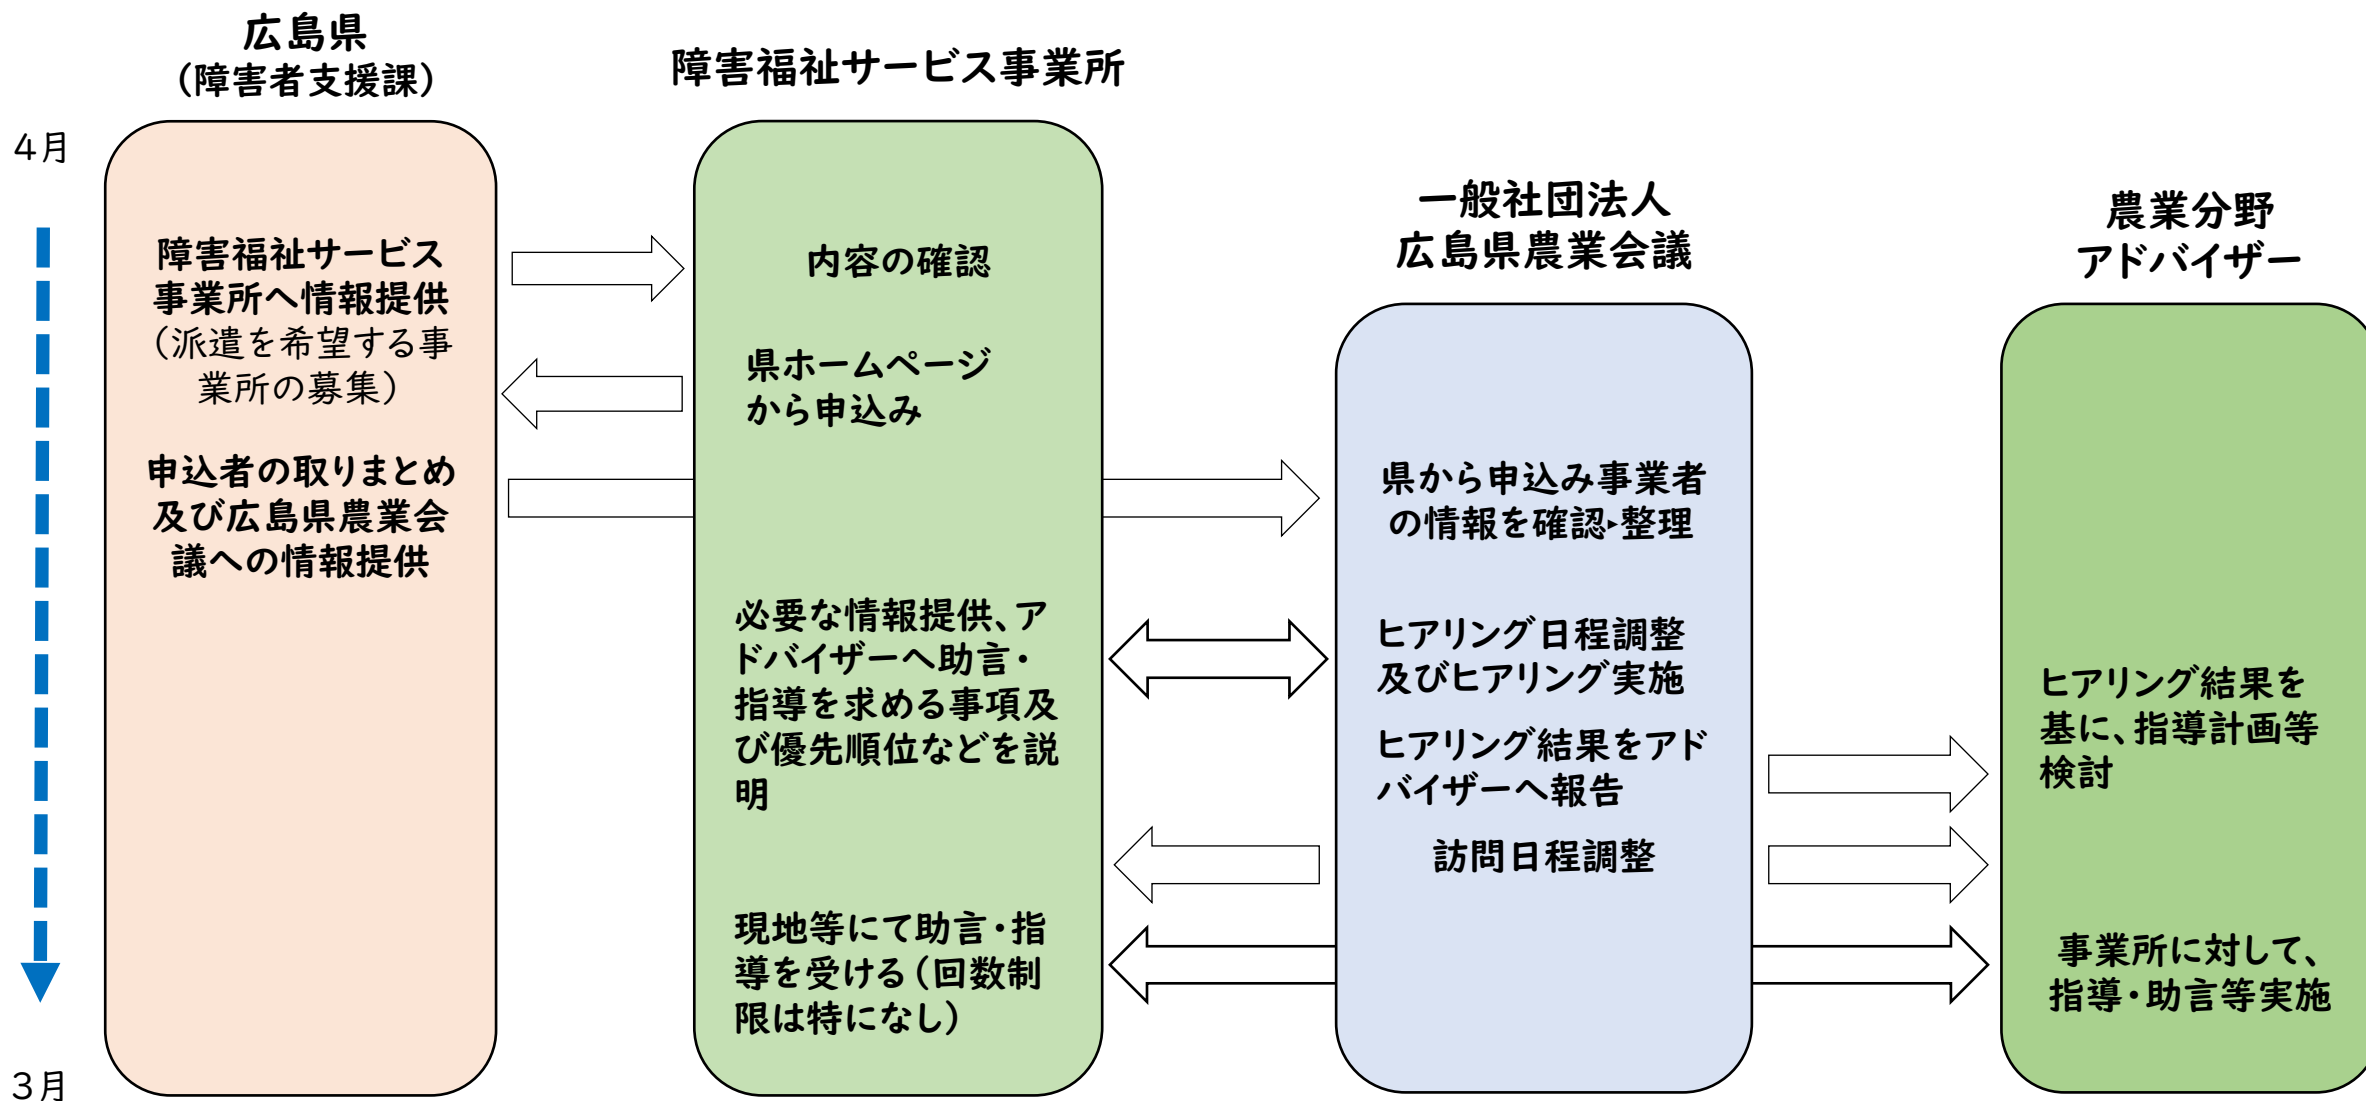 広島県
（障害者支援課）
障害福祉サービス事業所
一般社団法人
広島県農業会議
農業分野
アドバイザー
４月
３月
障害福祉サービス
事業所へ情報提供
（派遣を希望する事
業所の募集）
申込者の取りまとめ
及び広島県農業会
議への情報提供
内容の確認
県ホームページ
から申込み
必要な情報提供、ア
ドバイザーへ助言・
指導を求める事項及
び優先順位などを説
明
現地等にて助言・指
導を受ける（回数制
限は特になし）
県から申込み事業者
の情報を確認▸整理
ヒアリング日程調整
及びヒアリング実施
ヒアリング結果をアド
バイザーへ報告
訪問日程調整
ヒアリング結果を
基に、指導計画等
検討
事業所に対して、
指導・助言等実施